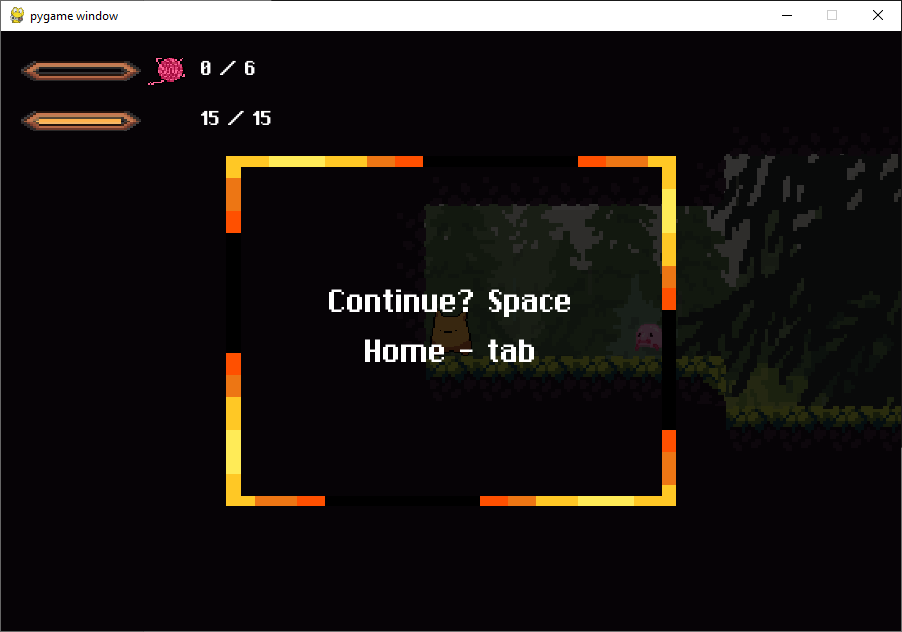 pygame window
0 / 6
15 / 15
Continue? Space
Home - tab